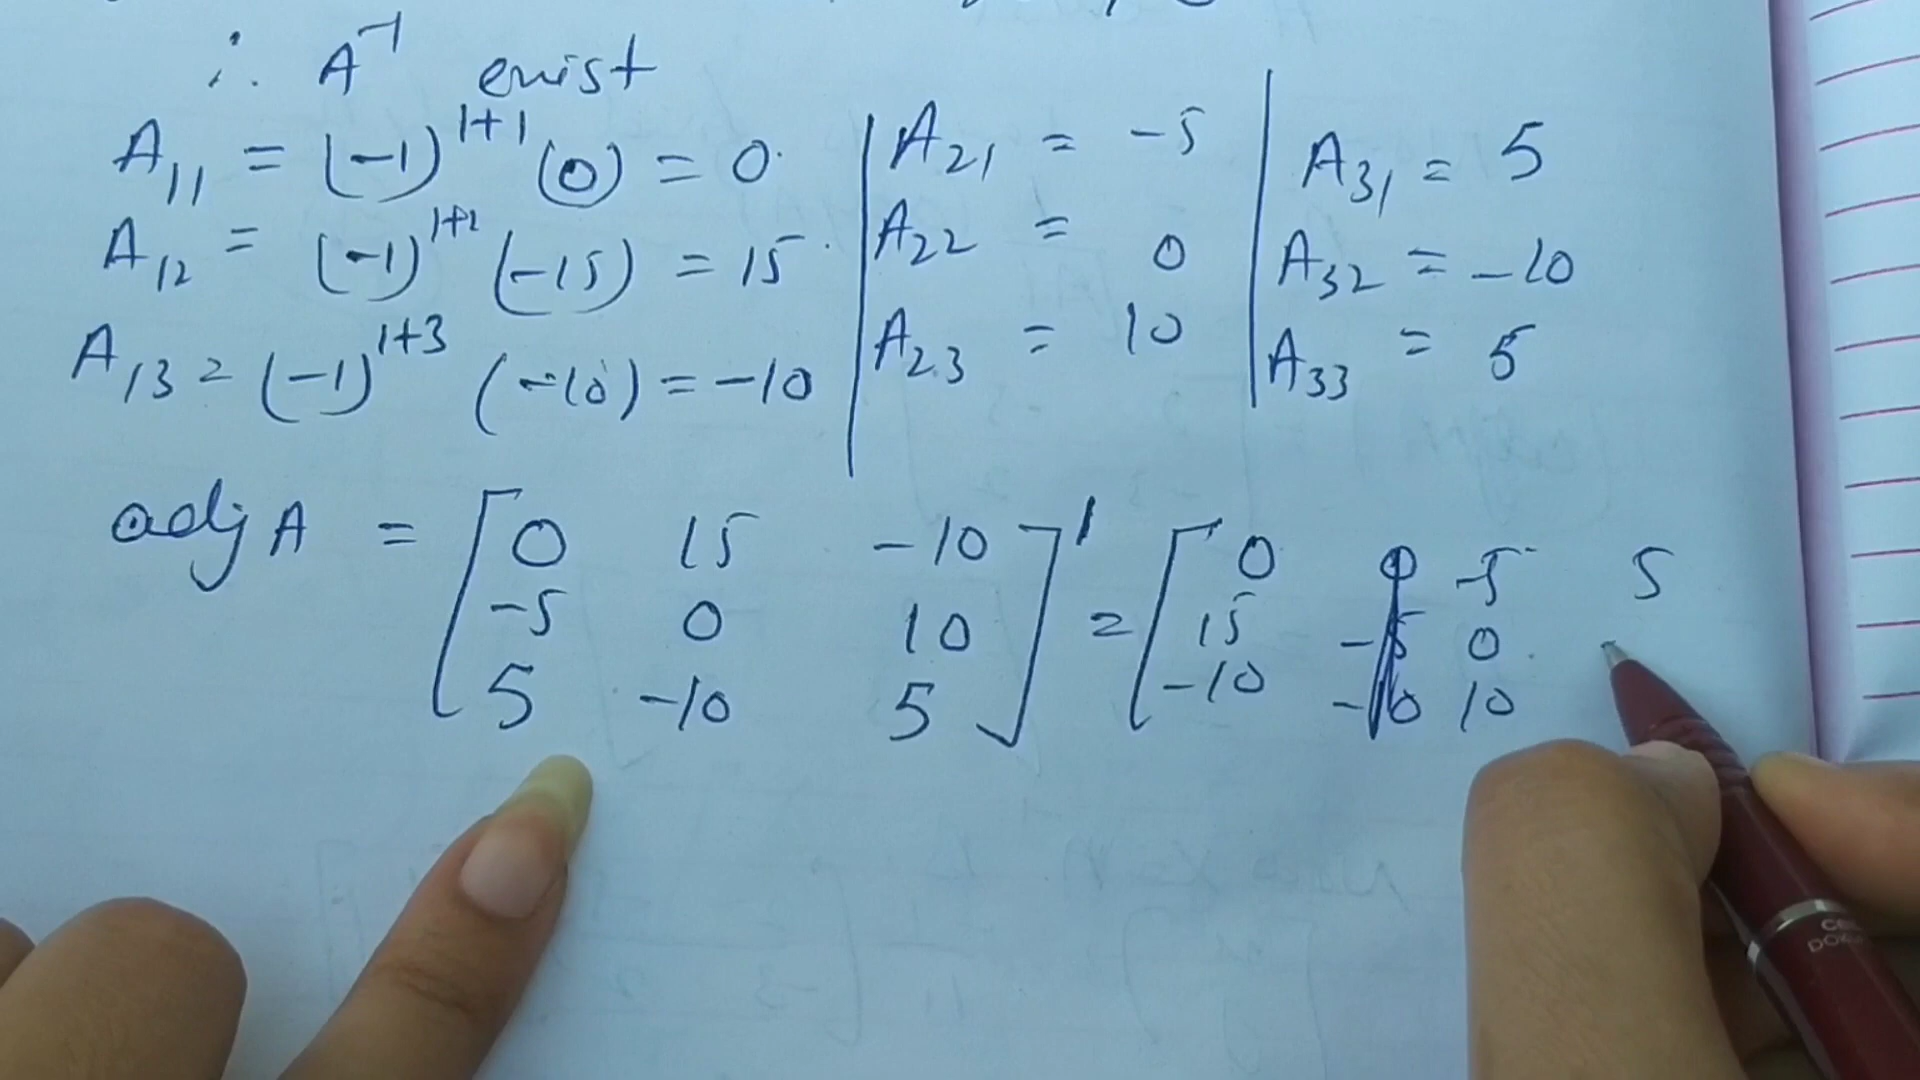 ∴ A⁻¹ exist
A₁₁ = (-1)¹⁺¹ (0) = 0
A₁₂ = (-1)¹⁺² (-15) = 15
A₁₃ = (-1)¹⁺³ (-10) = -10
A₂₁ = -5
A₂₂ = 0
A₂₃ = 10
A₃₁ = 5
A₃₂ = -10
A₃₃ = 5
adj A = [0 15 -10]' = [0 -5 5
-5 0 10 15 0
5 -10 5 -10 10